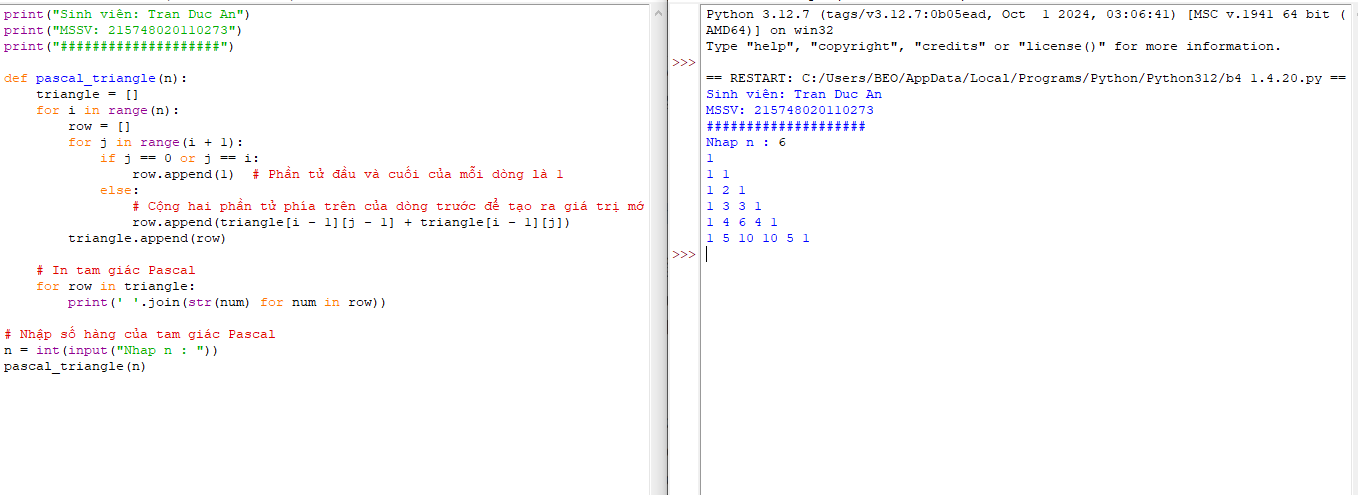 print("Sinh viên: Tran Duc An")
print("MSSV: 215748020110273")
print("####################")
def pascal_triangle(n):
    triangle = []
    for i in range(n):
        row = []
        for j in range(i + 1):
            if j == 0 or j == i:
                row.append(1)  # Phần tử đầu và cuối của mỗi dòng là 1
            else:
                # Cộng hai phần tử phía trên của dòng trước để tạo ra giá trị mớ
                row.append(triangle[i - 1][j - 1] + triangle[i - 1][j])
        triangle.append(row)
    # In tam giác Pascal
    for row in triangle:
        print(' '.join(str(num) for num in row))
# Nhập số hàng của tam giác Pascal
n = int(input("Nhap n : "))
pascal_triangle(n)
Python 3.12.7 (tags/v3.12.7:0b05ead, Oct  1 2024, 03:06:41) [MSC v.1941 64 bit (
AMD64)] on win32
Type "help", "copyright", "credits" or "license()" for more information.
>>>
== RESTART: C:/Users/BEO/AppData/Local/Programs/Python/Python312/b4 1.4.20.py ==
Sinh viên: Tran Duc An
MSSV: 215748020110273
####################
Nhap n : 6
1
1 1
1 2 1
1 3 3 1
1 4 6 4 1
1 5 10 10 5 1
>>>